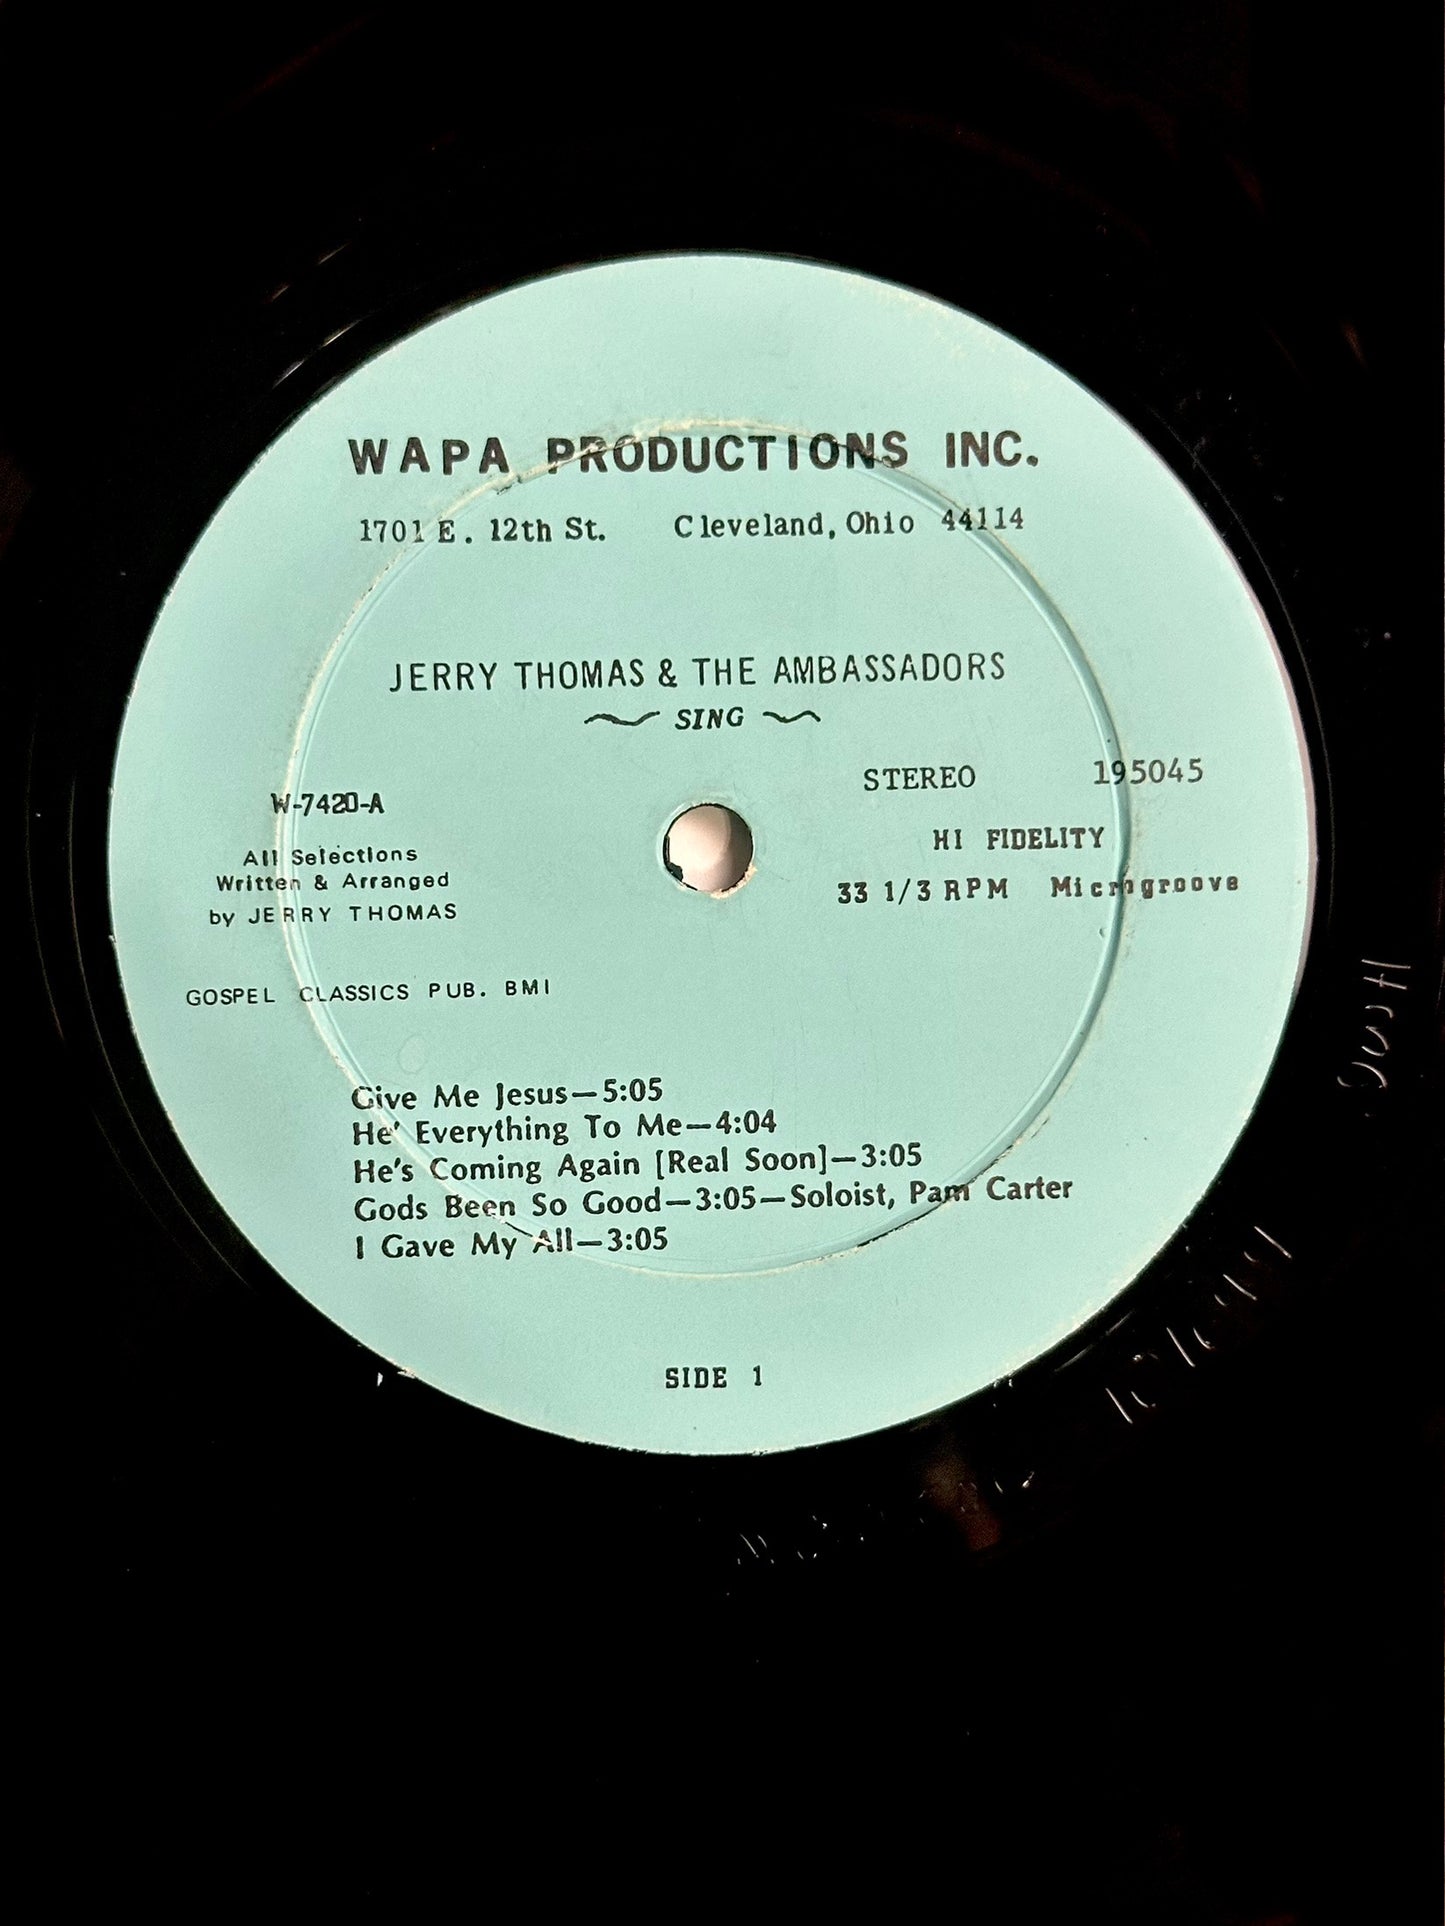 WAPA PRODUCTIONS INC.
1701 E. 12th St. Cleveland, Ohio 44114
JERRY THOMAS & THE AMBASSADORS
SING
STEREO 195045
W-7420-A
HI FIDELITY
All Selections
Written & Arranged
33 1/3 RPM Microgroove
by JERRY THOMAS
GOSPEL CLASSICS PUB. BMI
Give Me Jesus—5:05
He' Everything To Me—4:04
He's Coming Again [Real Soon]—3:05
Gods Been So Good—3:05—Soloist, Pam Carter
I Gave My All—3:05
SIDE 1